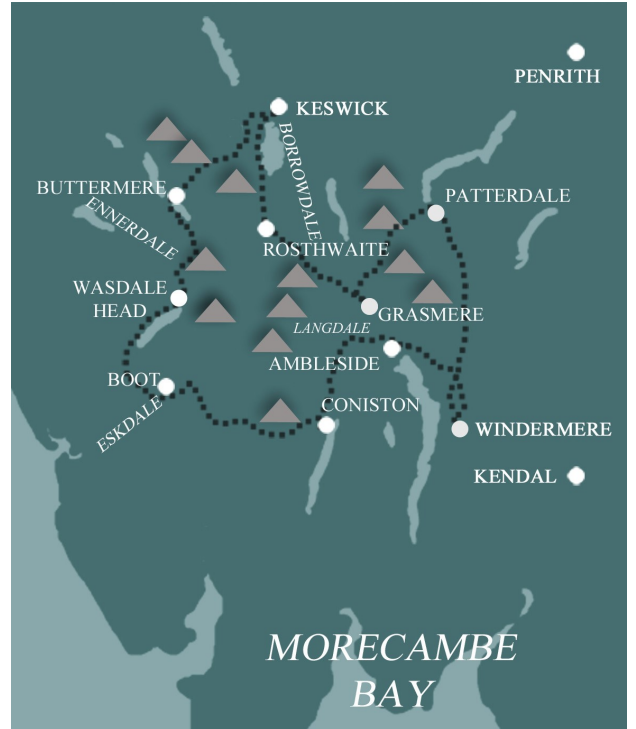 PENRITH
KESWICK
BORROWDALE
BUTTERMERE
PATTERDALE
ENNERDALE
ROSTHWAITE
WASDALE
HEAD
GRASMERE
LANGDALE
AMBLESIDE
BOOT
CONISTON
ESKDALE
WINDERMERE
KENDAL
MORECAMBE
BAY